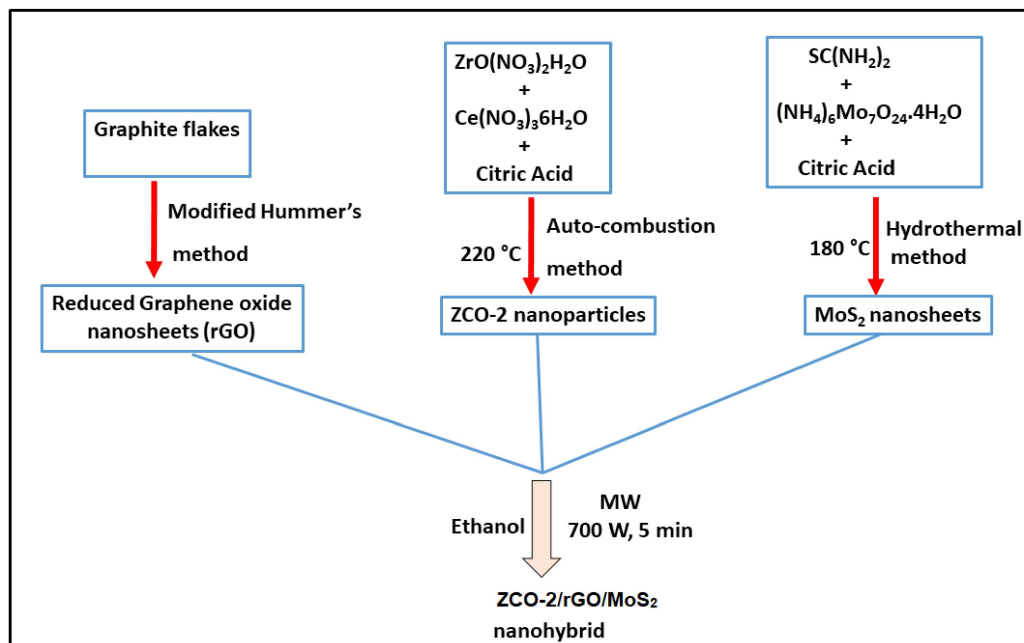 Graphite flakes
Modified Hummer's
method
Reduced Graphene oxide
nanosheets (rGO)
ZrO(NO₃)₂H₂O
+
Ce(NO₃)₃6H₂O
+
Citric Acid
220 °C
Auto-combustion
method
ZCO-2 nanoparticles
SC(NH₂)₂
+
(NH₄)₆Mo₇O₂₄.4H₂O
+
Citric Acid
180 °C
Hydrothermal
method
MoS₂ nanosheets
Ethanol
MW
700 W, 5 min
ZCO-2/rGO/MoS₂
nanohybrid